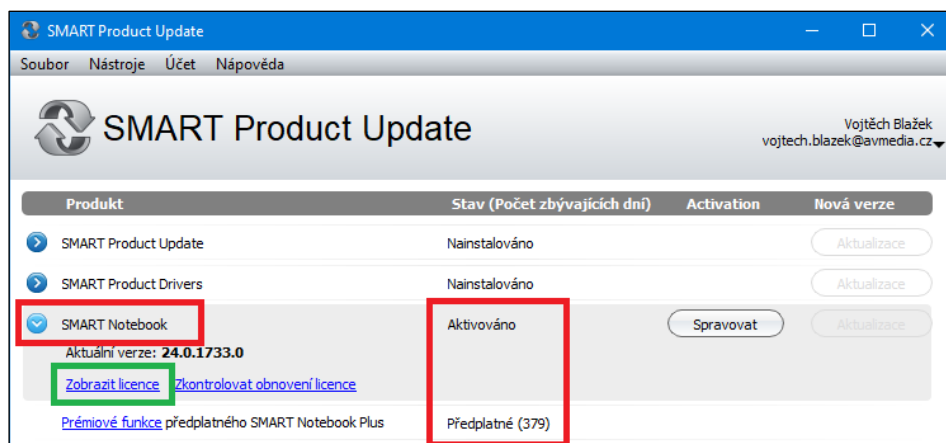 SMART Product Update
Soubor Nástroje Účet Nápověda
SMART Product Update
Vojtěch Blažek
vojtech.blazek@avmedia.cz
Produkt Stav (Počet zbývajících dní) Activation Nová verze
SMART Product Update Nainstalováno Aktualizace
SMART Product Drivers Nainstalováno Aktualizace
SMART Notebook Aktivováno Spravovat Aktualizace
Aktuální verze: 24.0.1733.0
Zobrazit licence Zkontrolovat obnovení licence
Prémiové funkce předplatného SMART Notebook Plus Předplatné (379)